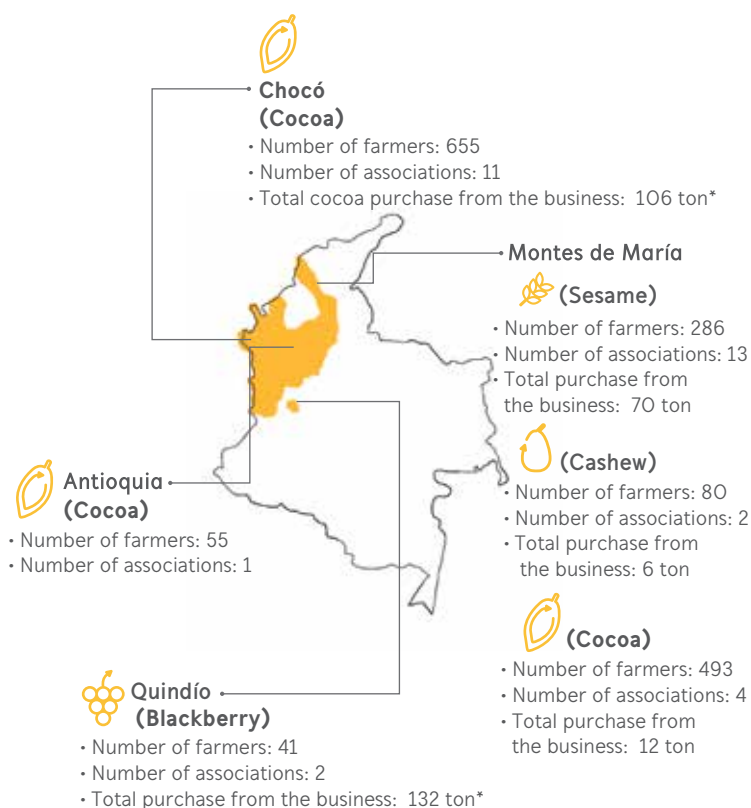 Chocó
(Cocoa)
• Number of farmers: 655
• Number of associations: 11
• Total cocoa purchase from the business: 106 ton*
Montes de María
(Sesame)
• Number of farmers: 286
• Number of associations: 13
• Total purchase from
the business: 70 ton
(Cashew)
• Number of farmers: 80
• Number of associations: 2
• Total purchase from
the business: 6 ton
(Cocoa)
• Number of farmers: 493
• Number of associations: 4
• Total purchase from
the business: 12 ton
Antioquia
(Cocoa)
• Number of farmers: 55
• Number of associations: 1
Quindío
(Blackberry)
• Number of farmers: 41
• Number of associations: 2
• Total purchase from the business: 132 ton*